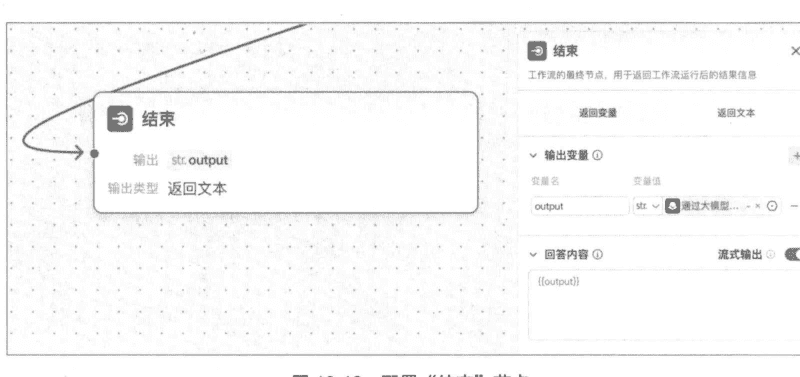 结束
输出 str. output
输出类型 返回文本
结束
工作流的最终节点，用于返回工作流运行后的结果信息
返回变量 返回文本
输出变量
变量名 变量值
output str. 通过大模型...
回答内容 流式输出
{{output}}